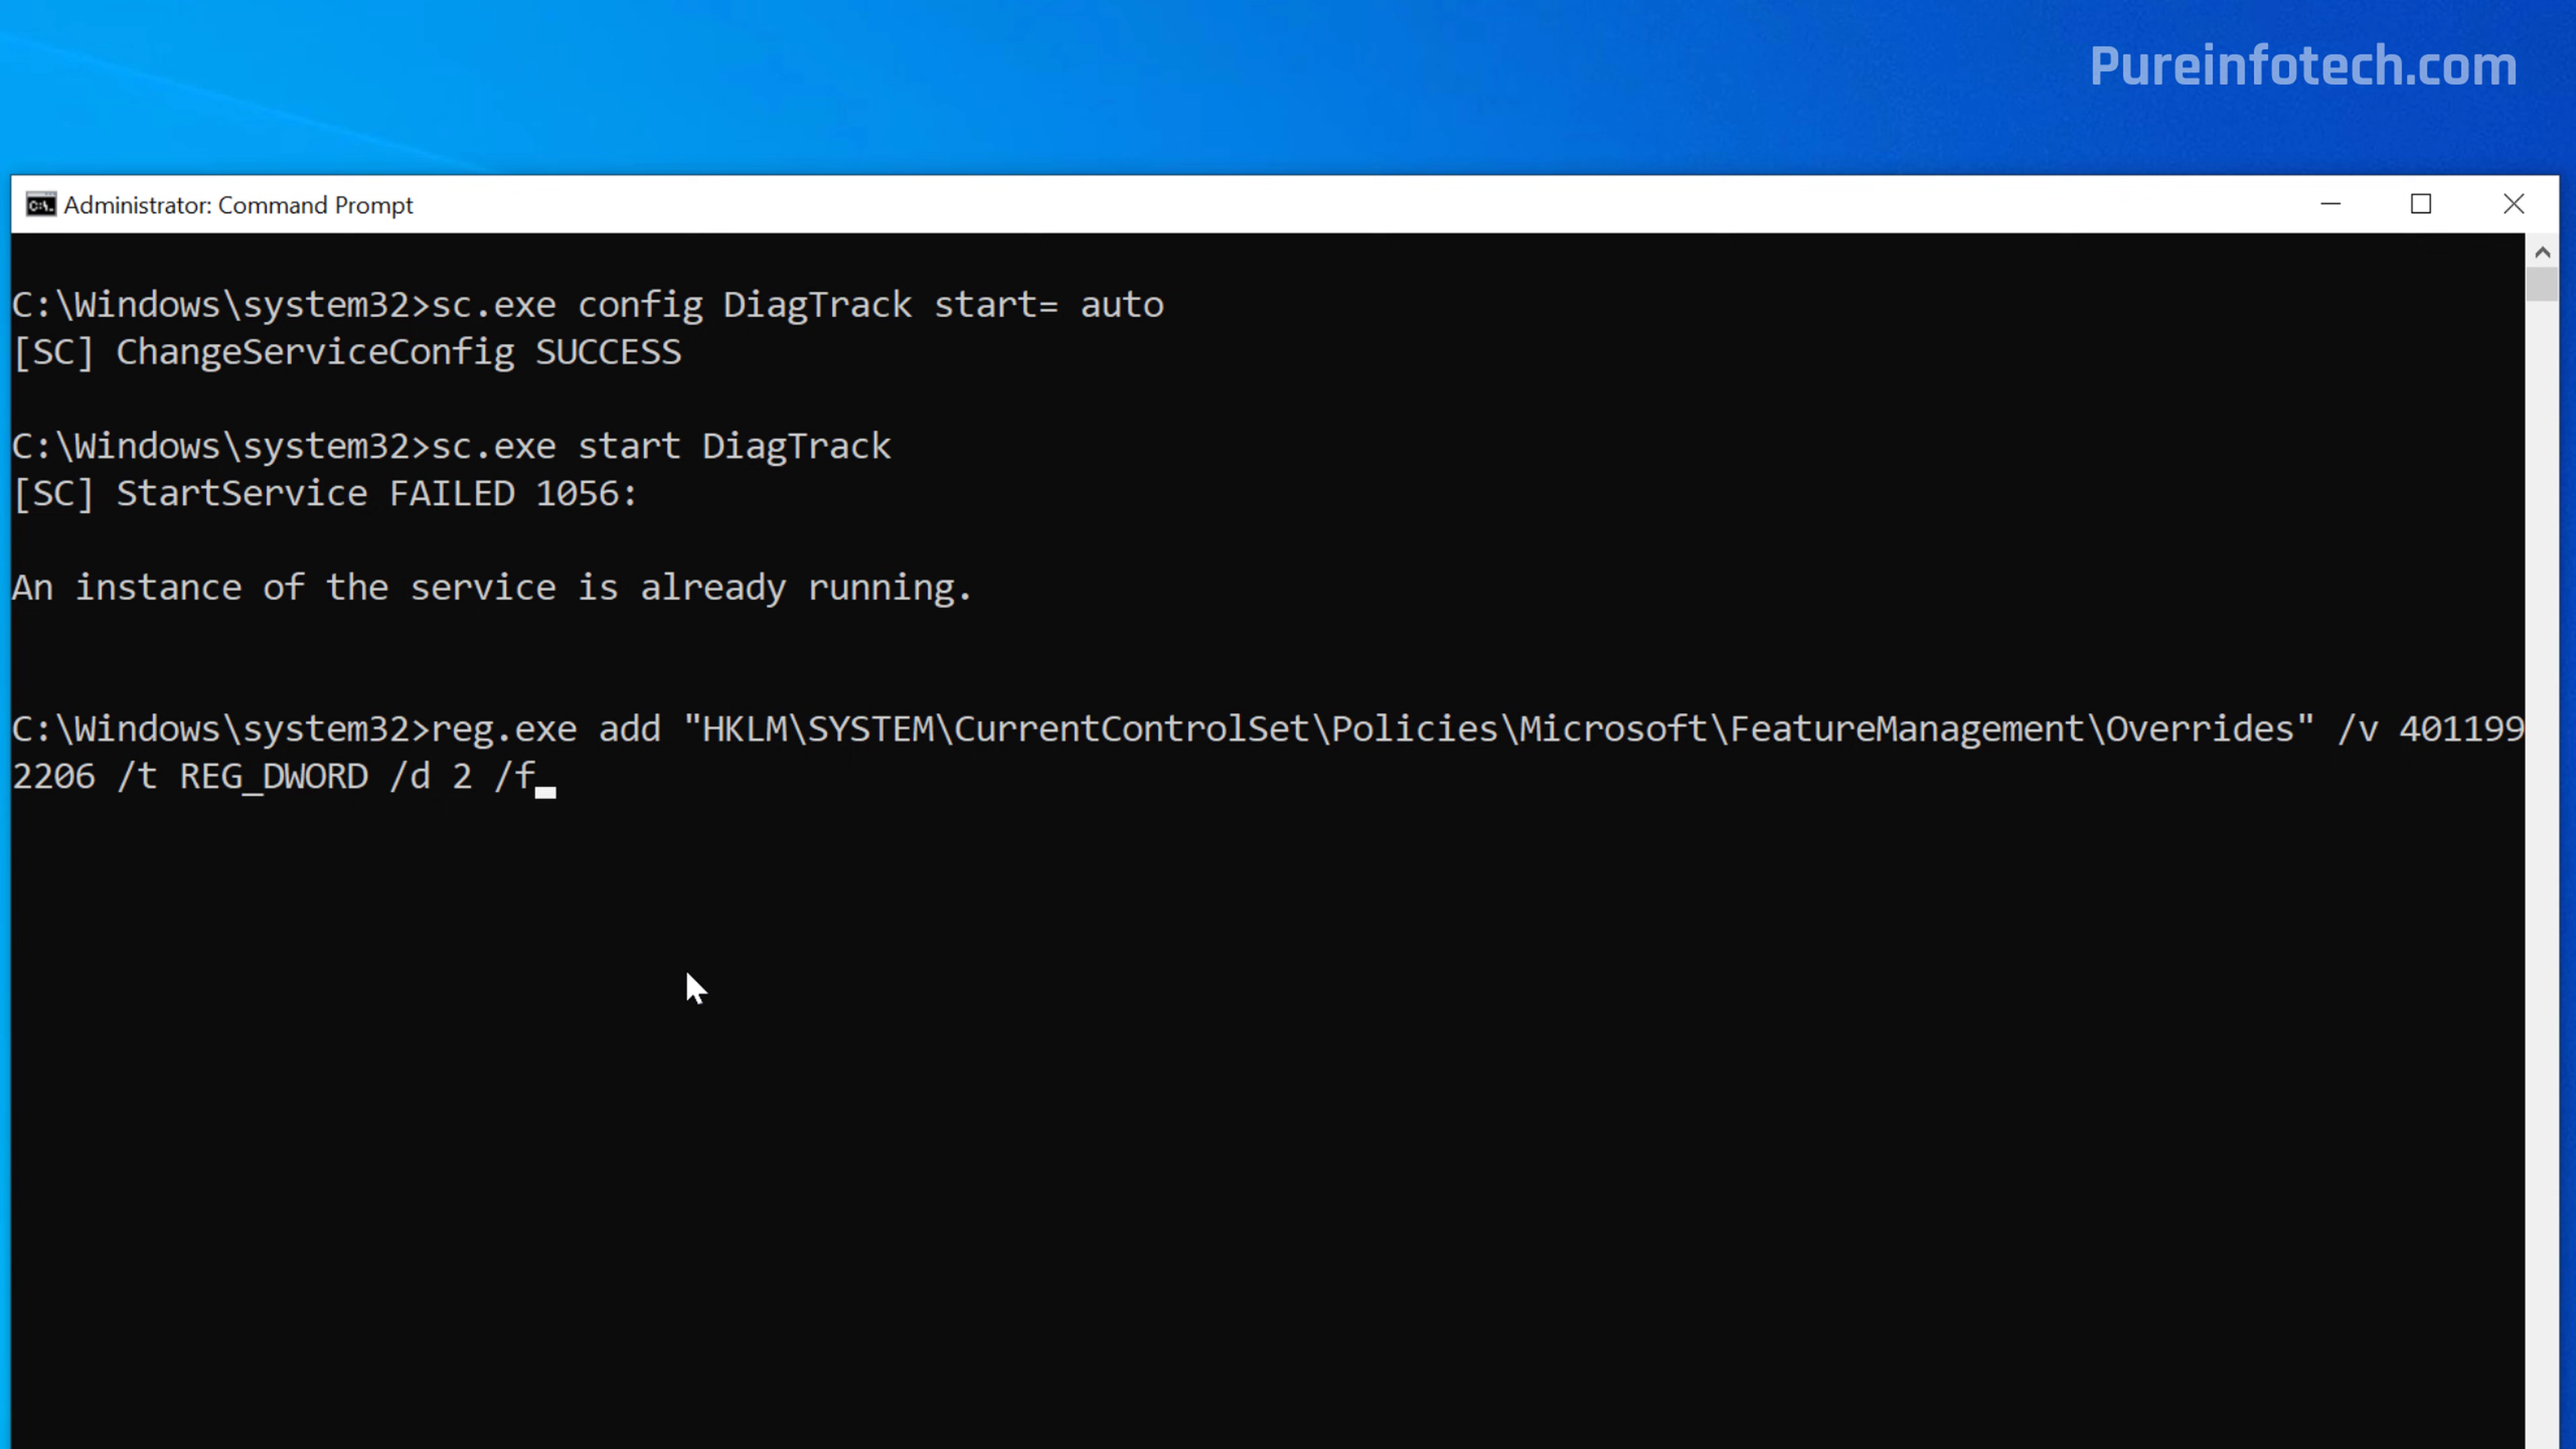 Pureinfotech.com
Administrator: Command Prompt
C:\Windows\system32>sc.exe config DiagTrack start= auto
[SC] ChangeServiceConfig SUCCESS
C:\Windows\system32>sc.exe start DiagTrack
[SC] StartService FAILED 1056:
An instance of the service is already running.
C:\Windows\system32>reg.exe add "HKLM\SYSTEM\CurrentControlSet\Policies\Microsoft\FeatureManagement\Overrides" /v 401199
2206 /t REG_DWORD /d 2 /f